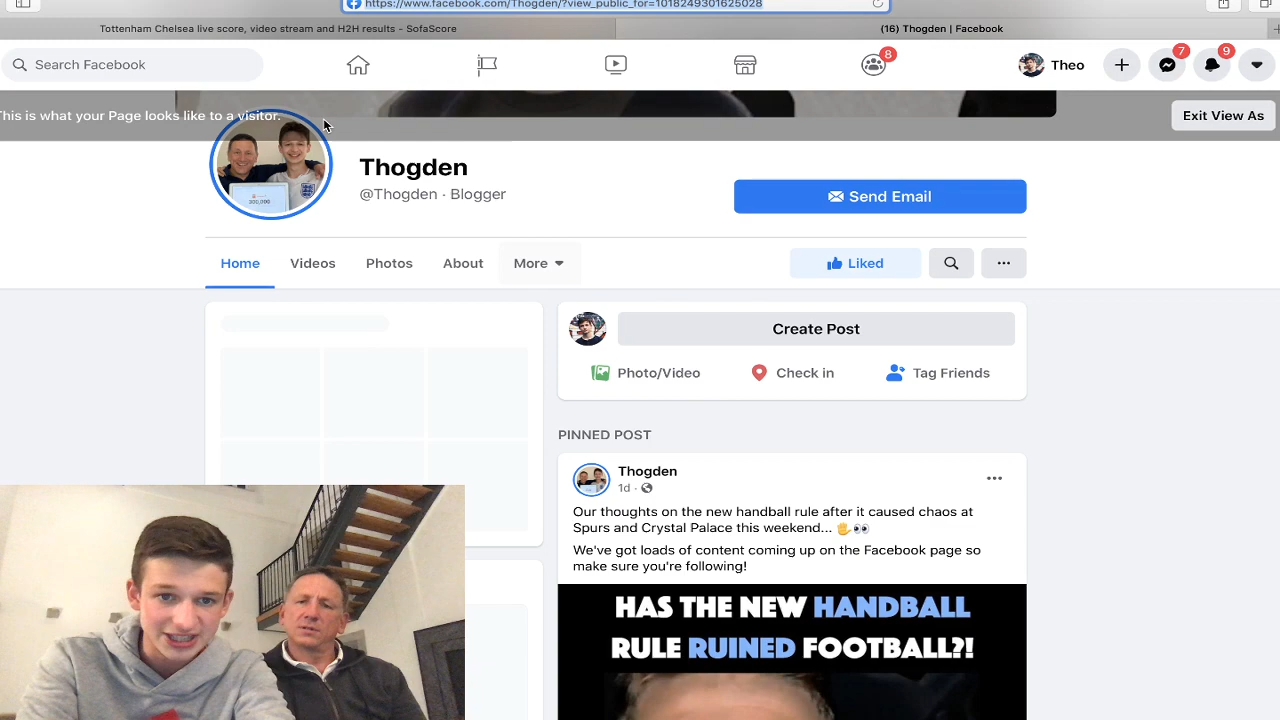 https://www.facebook.com/Thogden/?view_public_for=1018249301625028
Tottenham Chelsea live score, video stream and H2H results - SofaScore
(16) Thogden | Facebook
Search Facebook
8
Theo
7
9
This is what your Page looks like to a visitor.
Exit View As
Thogden
@Thogden · Blogger
Send Email
Home
Videos
Photos
About
More
Liked
Create Post
Photo/Video
Check in
Tag Friends
PINNED POST
Thogden
1d ·
Our thoughts on the new handball rule after it caused chaos at
Spurs and Crystal Palace this weekend... ✋👀
We've got loads of content coming up on the Facebook page so
make sure you're following!
HAS THE NEW HANDBALL
RULE RUINED FOOTBALL?!